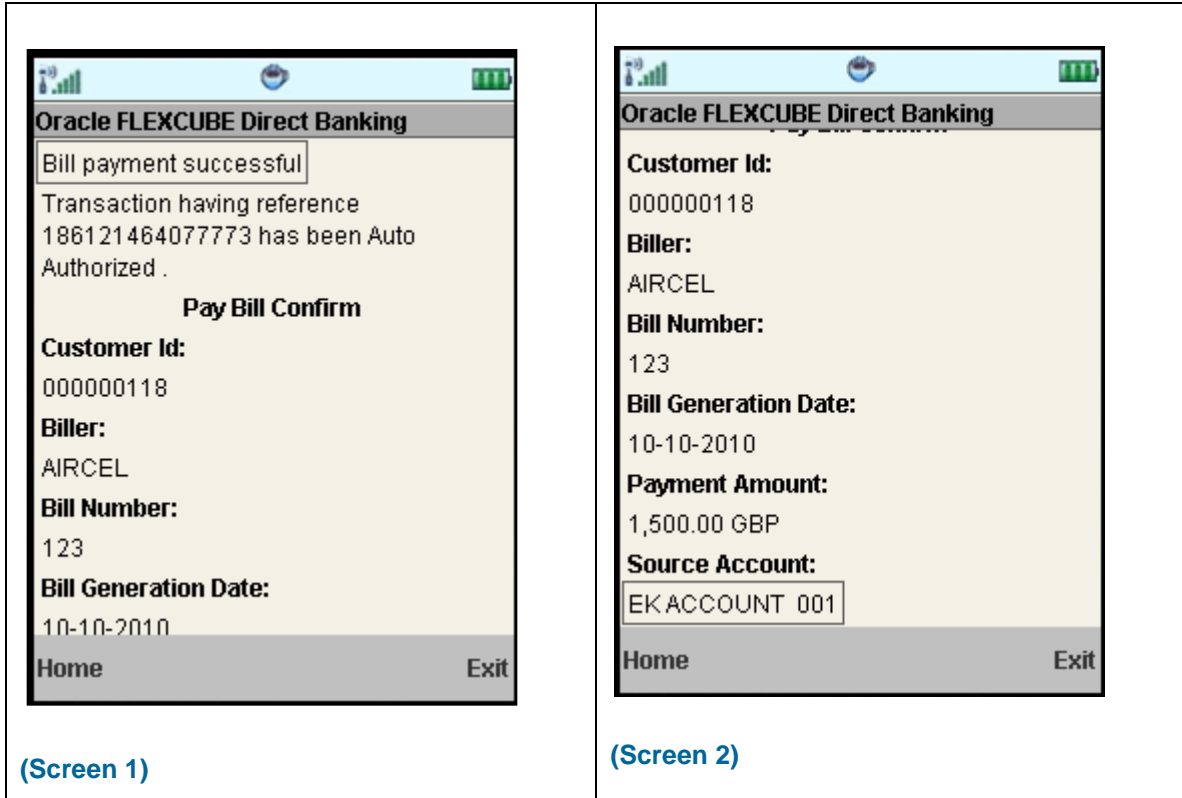 Oracle FLEXCUBE Direct Banking
Bill payment successful
Transaction having reference
186121464077773 has been Auto
Authorized .
Pay Bill Confirm
Customer Id:
000000118
Biller:
AIRCEL
Bill Number:
123
Bill Generation Date:
10-10-2010
Home Exit
(Screen 1)
Oracle FLEXCUBE Direct Banking
Pay Bill Confirm
Customer Id:
000000118
Biller:
AIRCEL
Bill Number:
123
Bill Generation Date:
10-10-2010
Payment Amount:
1,500.00 GBP
Source Account:
EK ACCOUNT 001
Home Exit
(Screen 2)